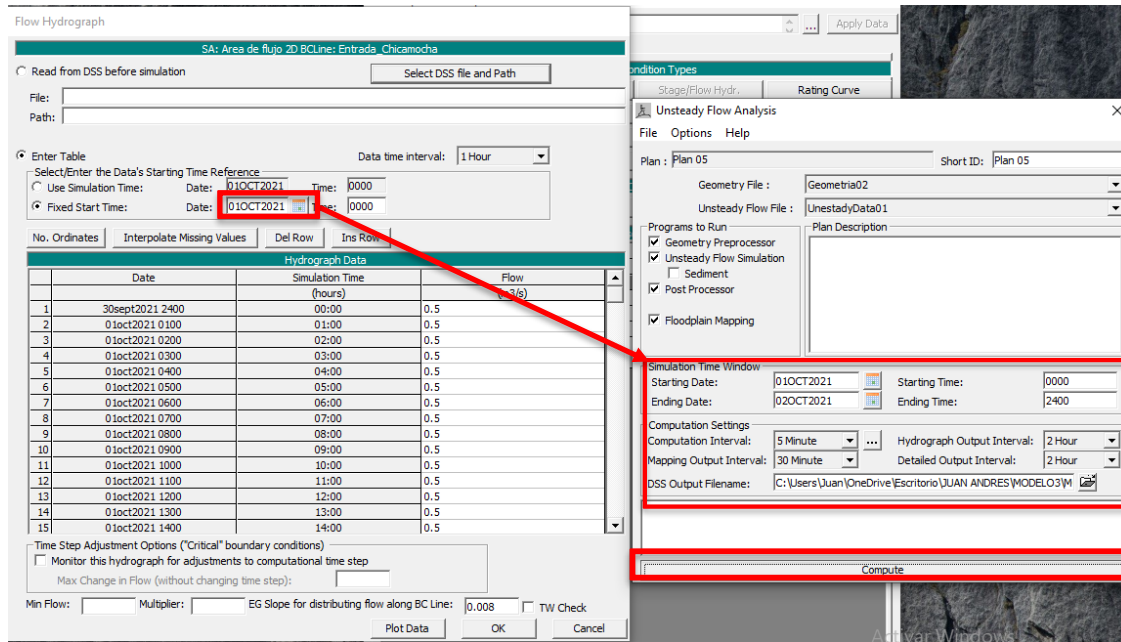 Flow Hydrograph
SA: Area de flujo 2D BCLine: Entrada_Chicamocha
Read from DSS before simulation
Select DSS file and Path
File:
Path:
Enter Table
Data time interval: 1 Hour
Select/Enter the Data's Starting Time Reference
Use Simulation Time: Date: 01OCT2021 Time: 0000
Fixed Start Time: Date: 01OCT2021 Time: 0000
No. Ordinates Interpolate Missing Values Del Row Ins Row
Hydrograph Data
Date Simulation Time Flow
(hours) (m3/s)
1 30sept2021 2400 00:00 0.5
2 01oct2021 0100 01:00 0.5
3 01oct2021 0200 02:00 0.5
4 01oct2021 0300 03:00 0.5
5 01oct2021 0400 04:00 0.5
6 01oct2021 0500 05:00 0.5
7 01oct2021 0600 06:00 0.5
8 01oct2021 0700 07:00 0.5
9 01oct2021 0800 08:00 0.5
10 01oct2021 0900 09:00 0.5
11 01oct2021 1000 10:00 0.5
12 01oct2021 1100 11:00 0.5
13 01oct2021 1200 12:00 0.5
14 01oct2021 1300 13:00 0.5
15 01oct2021 1400 14:00 0.5
Time Step Adjustment Options ("Critical" boundary conditions)
Monitor this hydrograph for adjustments to computational time step
Max Change in Flow (without changing time step):
Min Flow: Multiplier: EG Slope for distributing flow along BC Line: 0.008 TW Check
Plot Data OK Cancel
... Apply Data
ondition Types
Stage/Flow Hydr. Rating Curve
Unsteady Flow Analysis
File Options Help
Plan : Plan 05 Short ID: Plan 05
Geometry File : Geometria02
Unsteady Flow File : UnestadyData01
Programs to Run
Plan Description
Geometry Preprocessor
Unsteady Flow Simulation
Sediment
Post Processor
Floodplain Mapping
Simulation Time Window
Starting Date: 01OCT2021 Starting Time: 0000
Ending Date: 02OCT2021 Ending Time: 2400
Computation Settings
Computation Interval: 5 Minute ... Hydrograph Output Interval: 2 Hour
Mapping Output Interval: 30 Minute Detailed Output Interval: 2 Hour
DSS Output Filename: C:\Users\Juan\OneDrive\Escritorio\JUAN ANDRES\MODELO3\M
Compute
Activar Windows